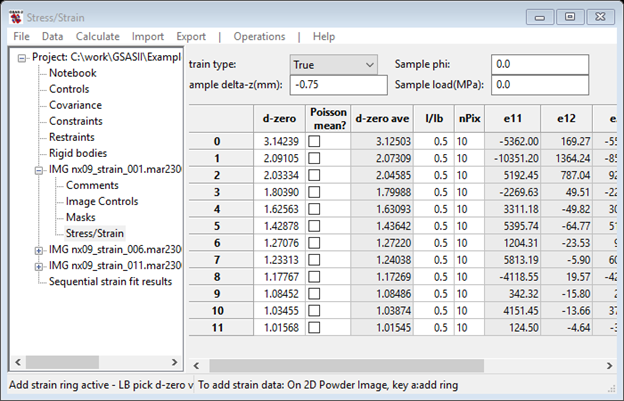 Stress/Strain
File Data Calculate Import Export | Operations | Help
Project: C:\work\GSASII\Exampl
Notebook
Controls
Covariance
Constraints
Restraints
Rigid bodies
IMG nx09_strain_001.mar230
Comments
Image Controls
Masks
Stress/Strain
IMG nx09_strain_006.mar230
IMG nx09_strain_011.mar230
Sequential strain fit results
train type: True Sample phi: 0.0
ample delta-z(mm): -0.75 Sample load(MPa): 0.0
d-zero Poisson mean? d-zero ave I/Ib nPix e11 e12 e
0 3.14239 3.12503 0.5 10 -5362.00 169.27 -55
1 2.09105 2.07309 0.5 10 -10351.20 1364.24 -85
2 2.03334 2.04585 0.5 10 5192.45 787.04 92
3 1.80390 1.79988 0.5 10 -2269.63 49.51 -22
4 1.62563 1.63093 0.5 10 3311.18 -49.82 30
5 1.42878 1.43642 0.5 10 5395.74 -64.77 51
6 1.27076 1.27220 0.5 10 1204.31 -23.53 9
7 1.23313 1.24038 0.5 10 5813.19 -5.90 60
8 1.17767 1.17269 0.5 10 -4118.55 19.57 -42
9 1.08452 1.08486 0.5 10 342.32 -15.80 2
10 1.03455 1.03874 0.5 10 4151.45 -13.66 37
11 1.01568 1.01545 0.5 10 124.50 -4.64 -3
Add strain ring active - LB pick d-zero v To add strain data: On 2D Powder Image, key a:add ring